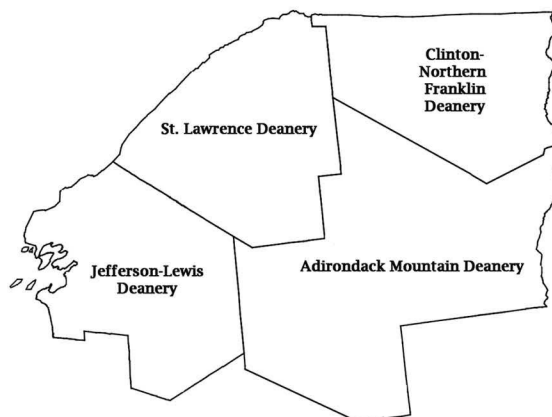 Clinton-
Northern
Franklin
Deanery
St. Lawrence Deanery
Adirondack Mountain Deanery
Jefferson-Lewis
Deanery